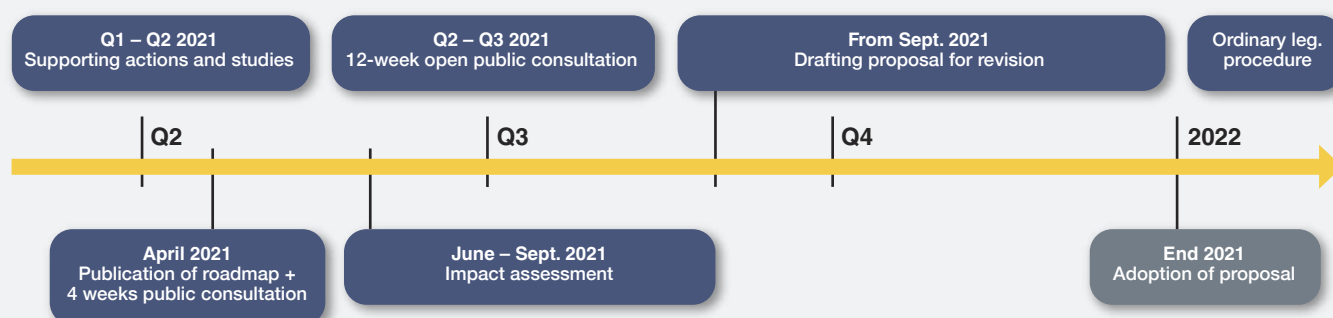 Q1 – Q2 2021
Supporting actions and studies
Q2 – Q3 2021
12-week open public consultation
From Sept. 2021
Drafting proposal for revision
Ordinary leg.
procedure
Q2
Q3
Q4
2022
April 2021
Publication of roadmap +
4 weeks public consultation
June – Sept. 2021
Impact assessment
End 2021
Adoption of proposal